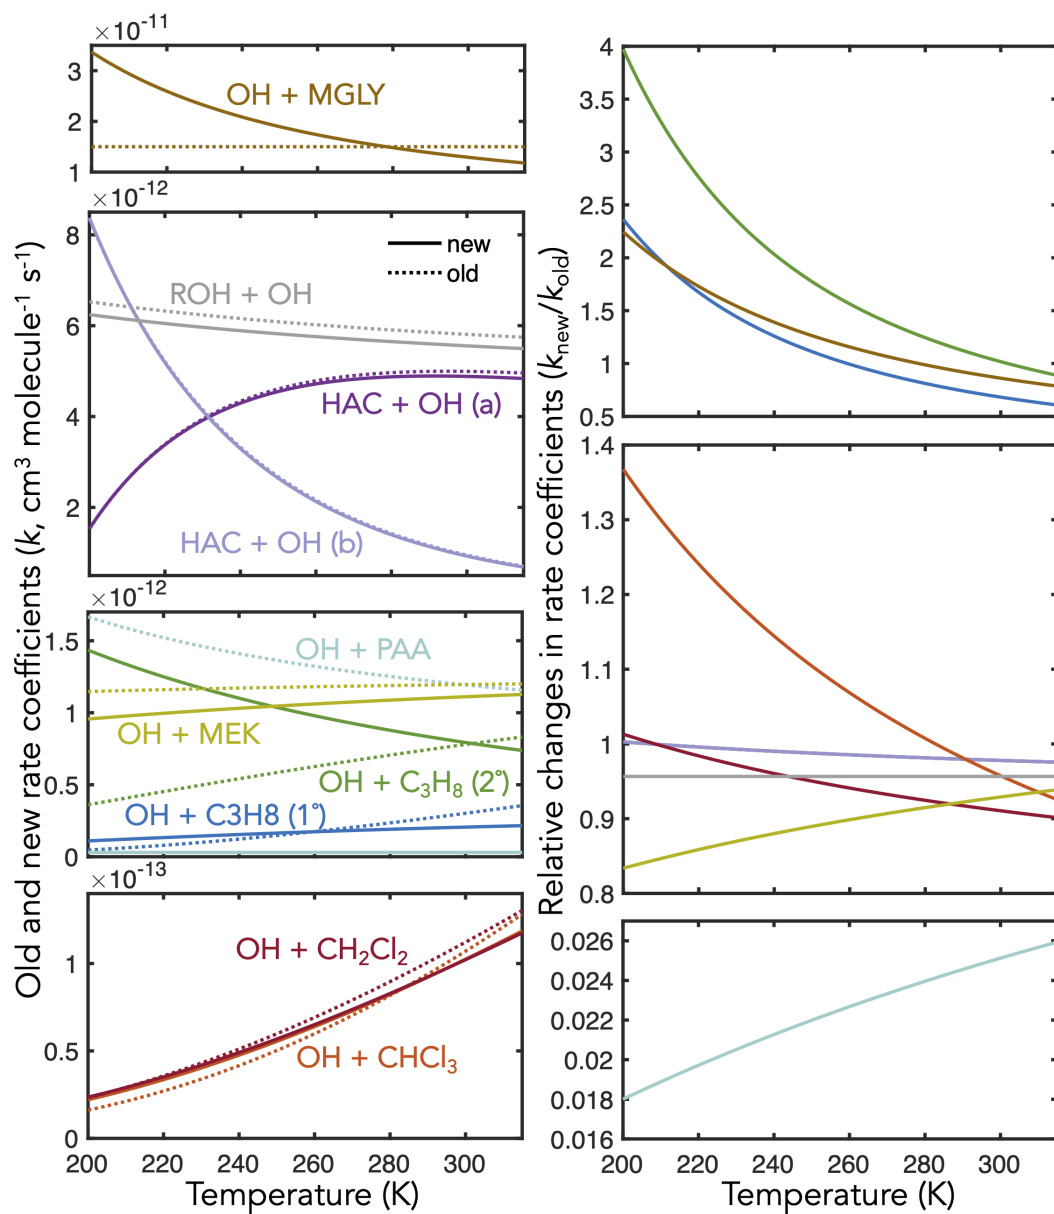 ×10⁻¹¹
3
2
1
OH + MGLY
×10⁻¹²
8
6
4
2
new
old
ROH + OH
HAC + OH (a)
HAC + OH (b)
×10⁻¹²
1.5
1
0.5
0
OH + PAA
OH + MEK
OH + C₃H₈ (2°)
OH + C3H8 (1°)
×10⁻¹³
1
0.5
0
OH + CH₂Cl₂
OH + CHCl₃
200 220 240 260 280 300
Temperature (K)
Old and new rate coefficients (k, cm³ molecule⁻¹ s⁻¹)
4
3.5
3
2.5
2
1.5
1
0.5
1.4
1.3
1.2
1.1
1
0.9
0.8
0.026
0.024
0.022
0.02
0.018
0.016
200 220 240 260 280 300
Temperature (K)
Relative changes in rate coefficients (k_new/k_old)